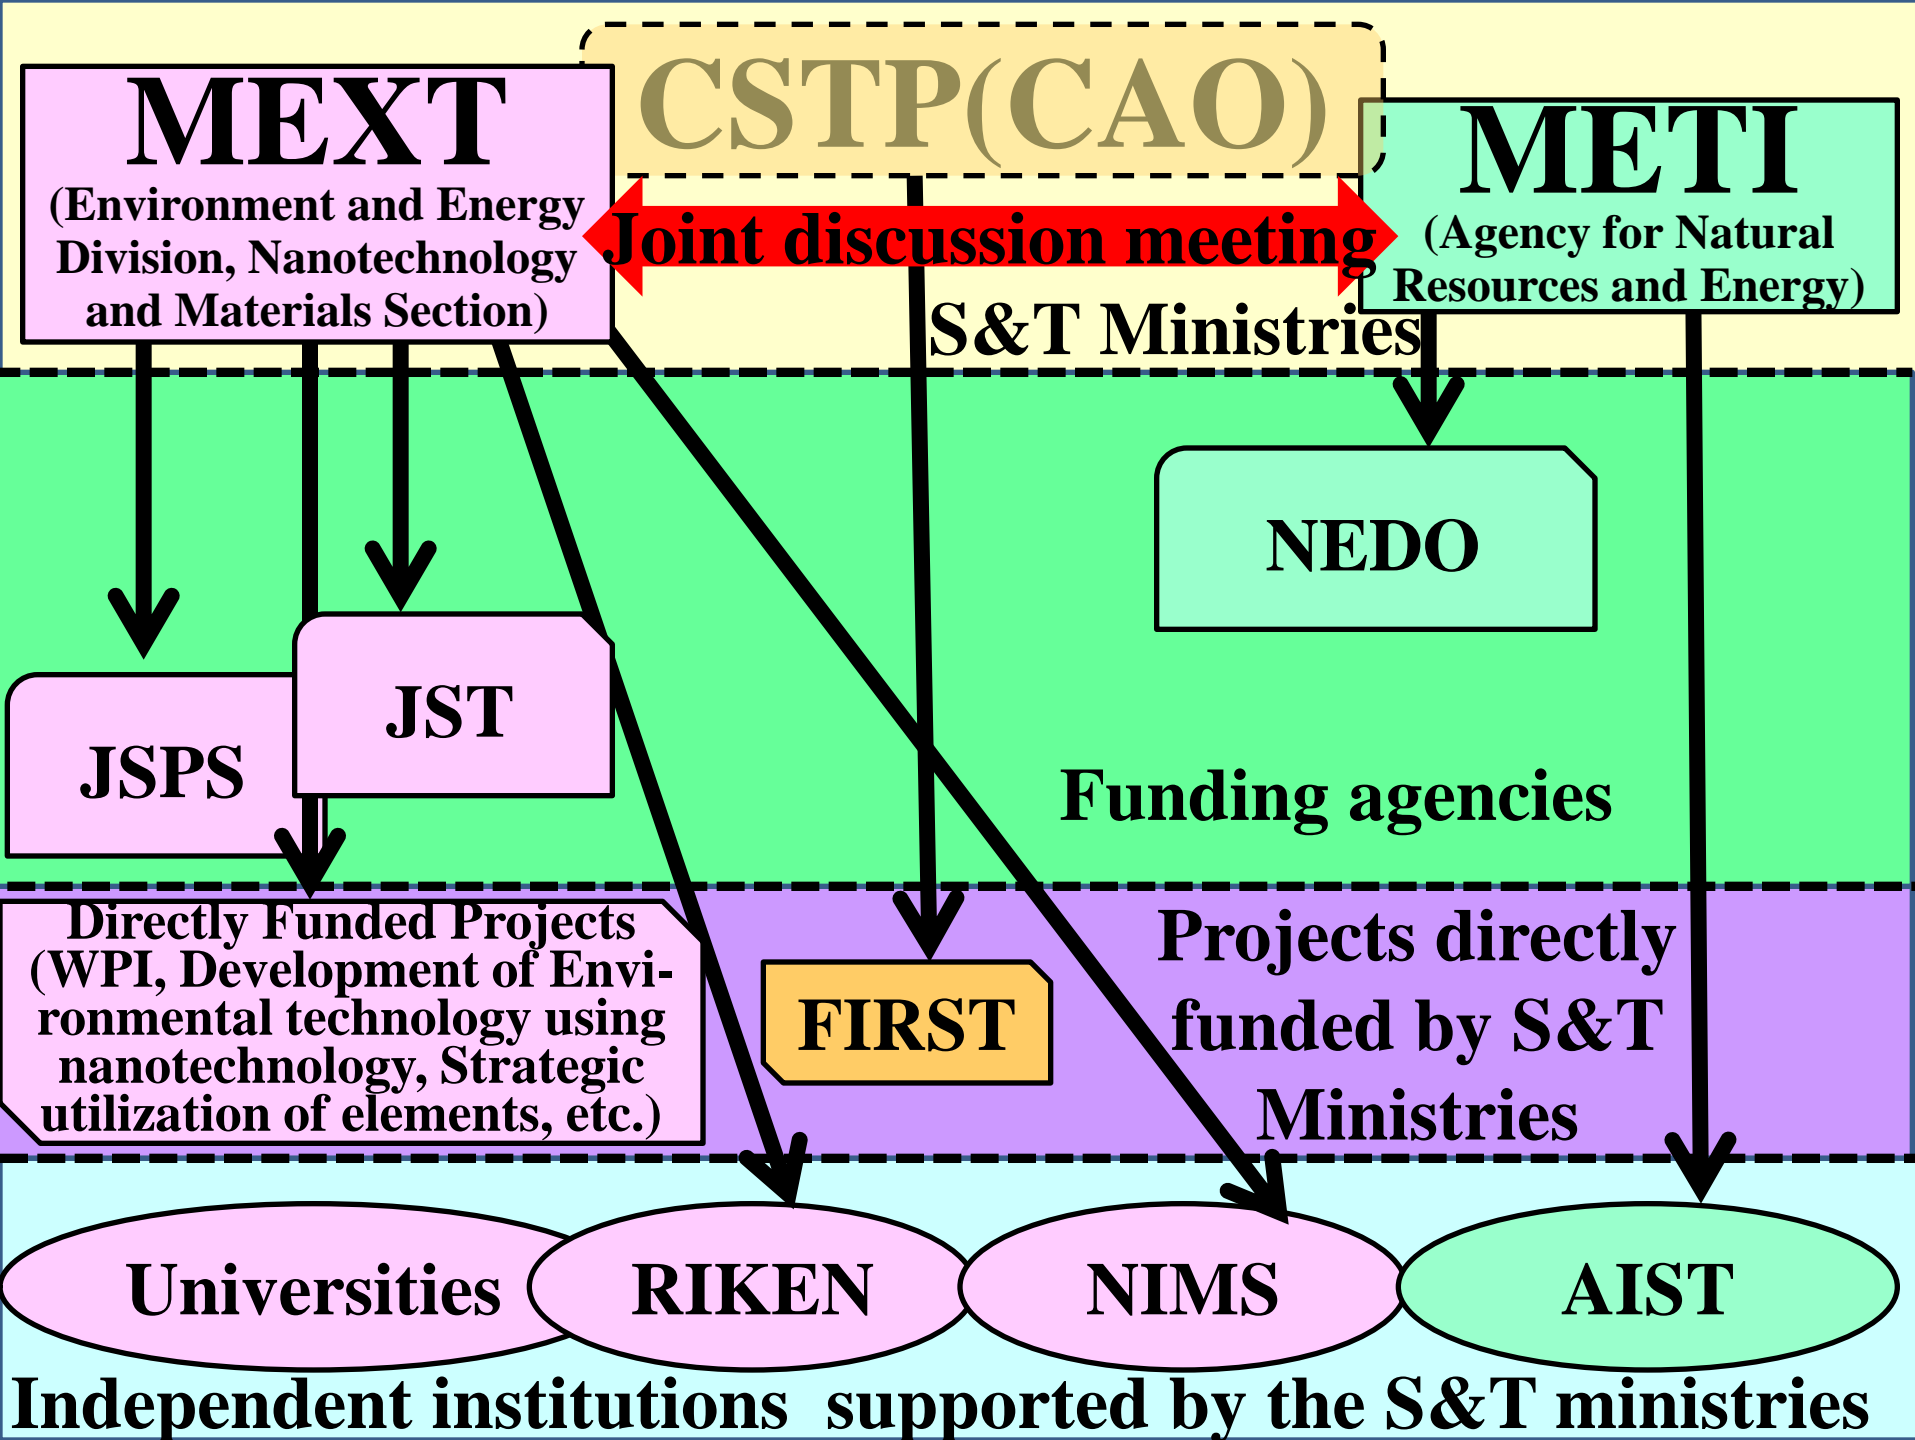 CSTP(CAO)
MEXT
(Environment and Energy
Division, Nanotechnology
and Materials Section)
METI
(Agency for Natural
Resources and Energy)
Joint discussion meeting
S&T Ministries
NEDO
JST
JSPS
Funding agencies
Directly Funded Projects
(WPI, Development of Envi-
ronmental technology using
nanotechnology, Strategic
utilization of elements, etc.)
FIRST
Projects directly
funded by S&T
Ministries
Universities
RIKEN
NIMS
AIST
Independent institutions  supported by the S&T ministries